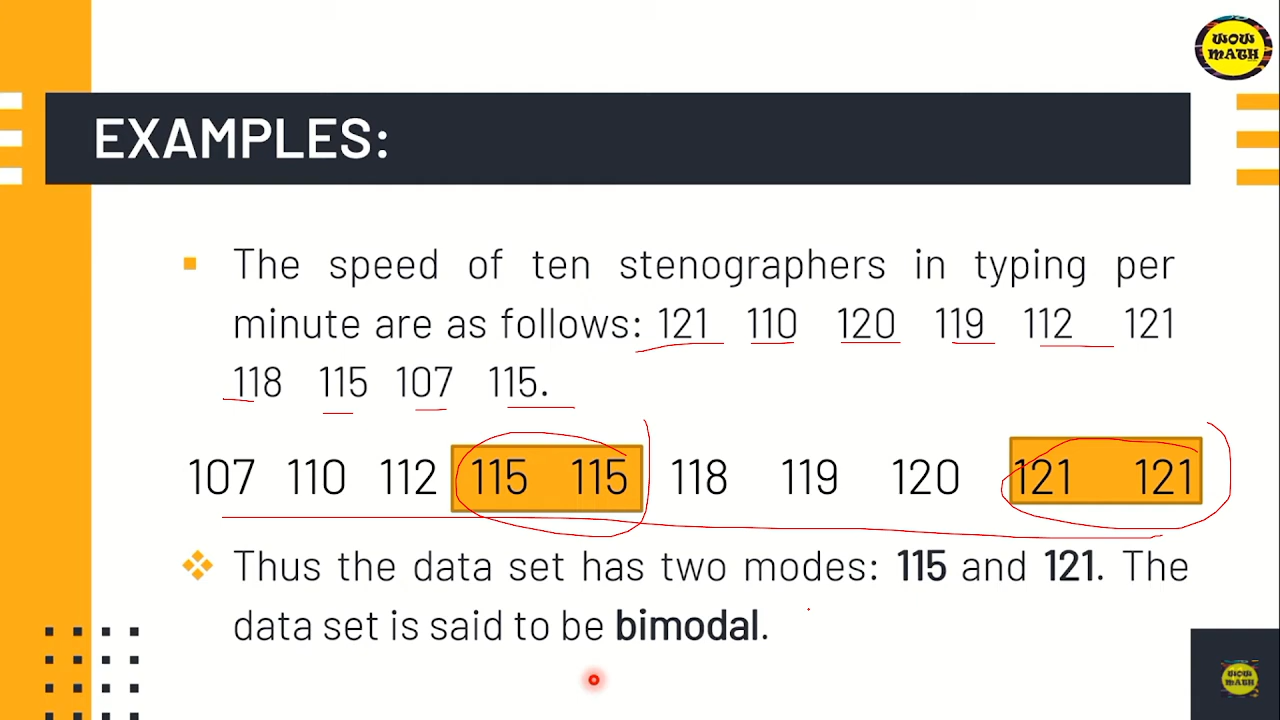 WOW
MATH
EXAMPLES:
The speed of ten stenographers in typing per
minute are as follows: 121 110 120 119 112 121
118 115 107 115.
107 110 112 115 115 118 119 120 121 121
Thus the data set has two modes: 115 and 121. The
data set is said to be bimodal.
WOW
MATH